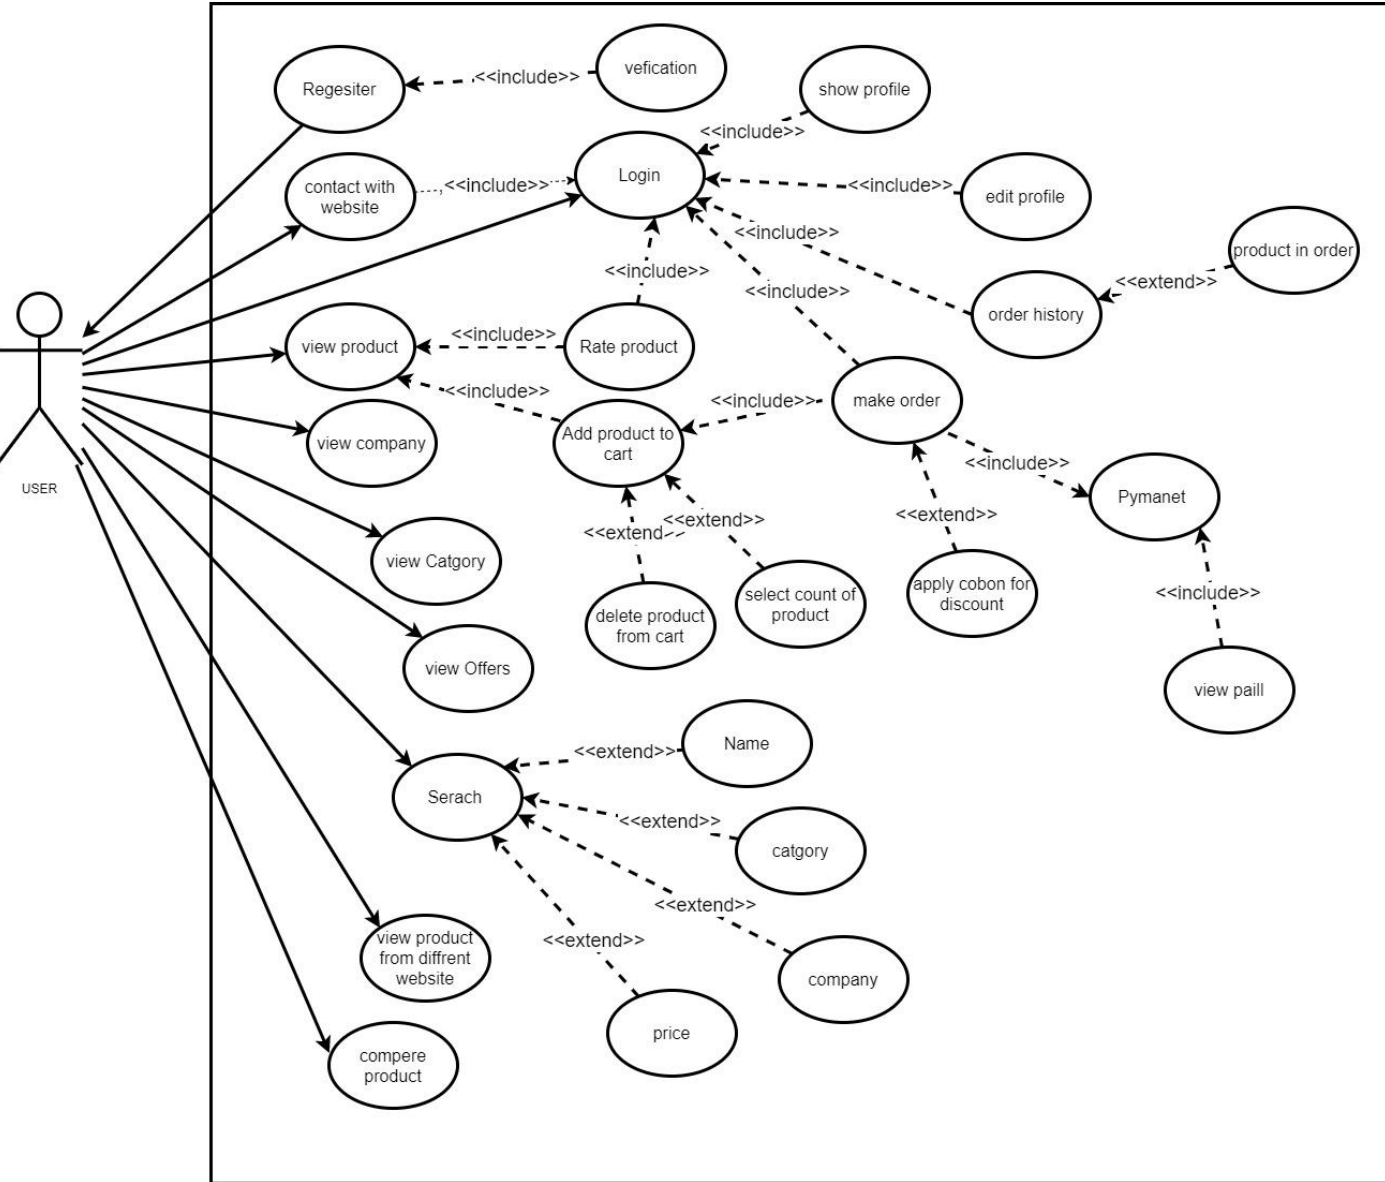 vefication
<<include>>
Regesiter
show profile
<<include>>
Login
contact with
website
<<include>>
<<include>>
edit profile
<<include>>
product in order
<<extend>>
<<include>>
<<include>>
order history
view product
<<include>>
Rate product
<<include>>
<<include>>
make order
Add product to
cart
view company
<<include>>
Pymanet
USER
<<extend>>
<<extend>>
<<extend>>
view Catgory
delete product
from cart
select count of
product
apply cobon for
discount
<<include>>
view Offers
view paill
Name
<<extend>>
Serach
<<extend>>
catgory
<<extend>>
<<extend>>
view product
from diffrent
website
company
price
compere
product